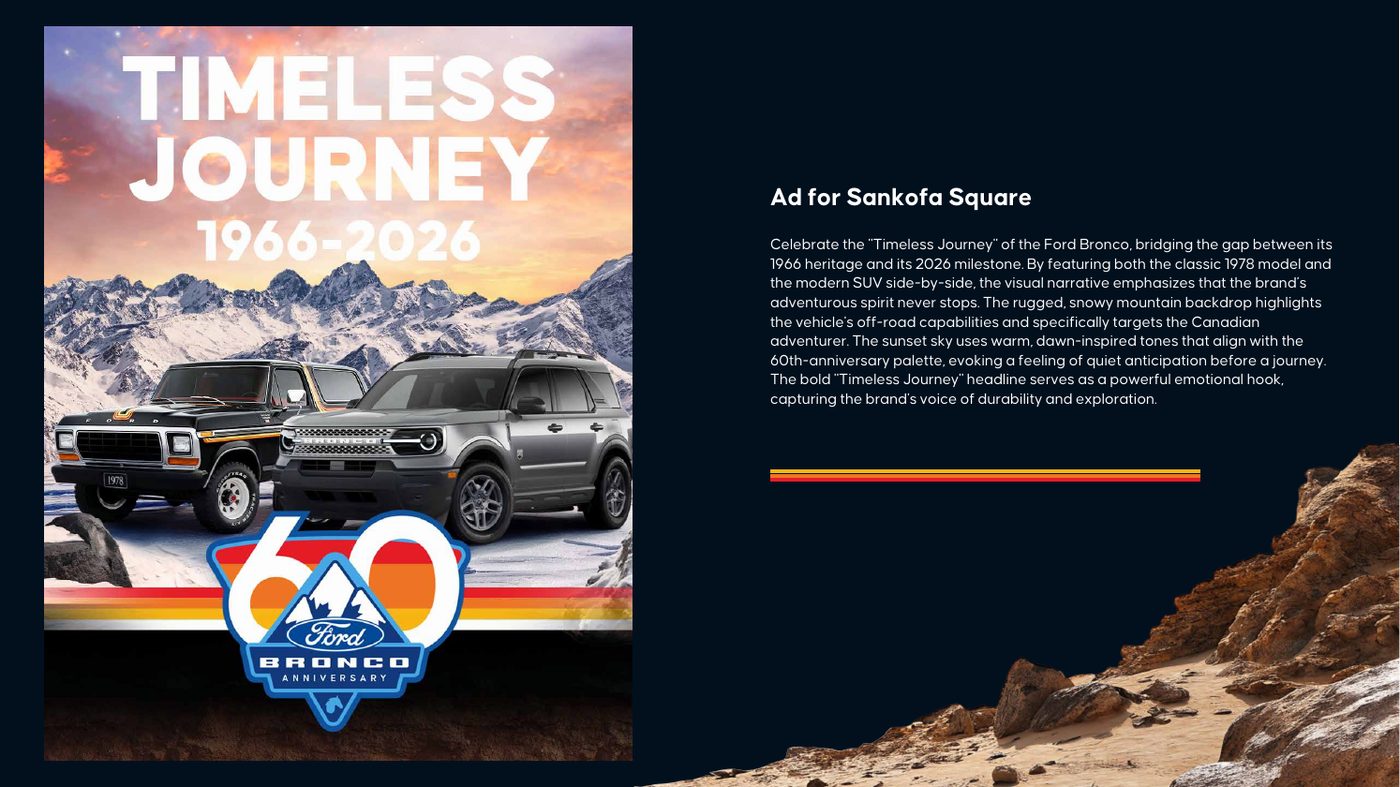 TIMELESS
JOURNEY
1966-2026
FORD
BRONCO
1978
60
Ford
BRONCO
ANNIVERSARY
Ad for Sankofa Square
Celebrate the "Timeless Journey" of the Ford Bronco, bridging the gap between its
1966 heritage and its 2026 milestone. By featuring both the classic 1978 model and
the modern SUV side-by-side, the visual narrative emphasizes that the brand's
adventurous spirit never stops. The rugged, snowy mountain backdrop highlights
the vehicle's off-road capabilities and specifically targets the Canadian
adventurer. The sunset sky uses warm, dawn-inspired tones that align with the
60th-anniversary palette, evoking a feeling of quiet anticipation before a journey.
The bold "Timeless Journey" headline serves as a powerful emotional hook,
capturing the brand's voice of durability and exploration.